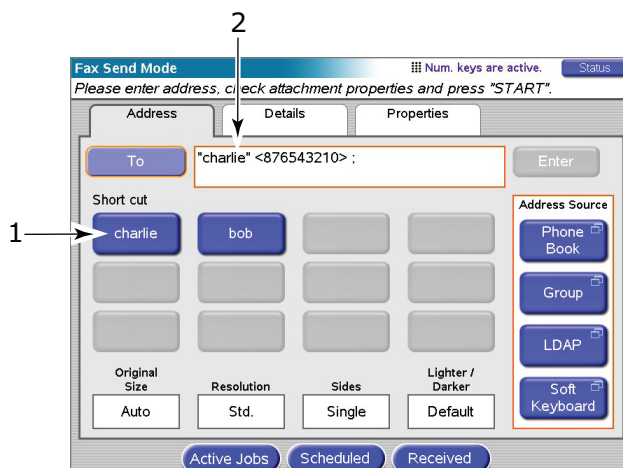 2
Fax Send Mode
Num. keys are active.
Status
Please enter address, check attachment properties and press "START".
Address
Details
Properties
To
"charlie" <876543210> ;
Enter
Short cut
Address Source
1
charlie
bob
Phone
Book
Group
LDAP
Soft
Keyboard
Original
Size
Resolution
Sides
Lighter /
Darker
Auto
Std.
Single
Default
Active Jobs
Scheduled
Received